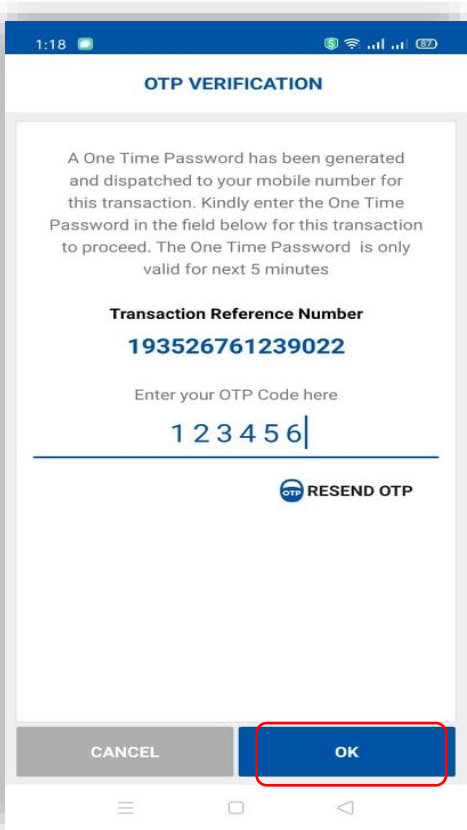 1:18
87
OTP VERIFICATION
A One Time Password has been generated
and dispatched to your mobile number for
this transaction. Kindly enter the One Time
Password in the field below for this transaction
to proceed. The One Time Password is only
valid for next 5 minutes
Transaction Reference Number
193526761239022
Enter your OTP Code here
123456
OTP RESEND OTP
CANCEL OK